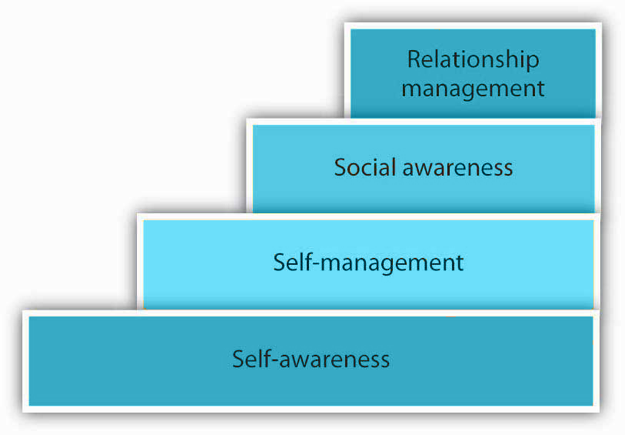 Relationship
management
Social awareness
Self-management
Self-awareness